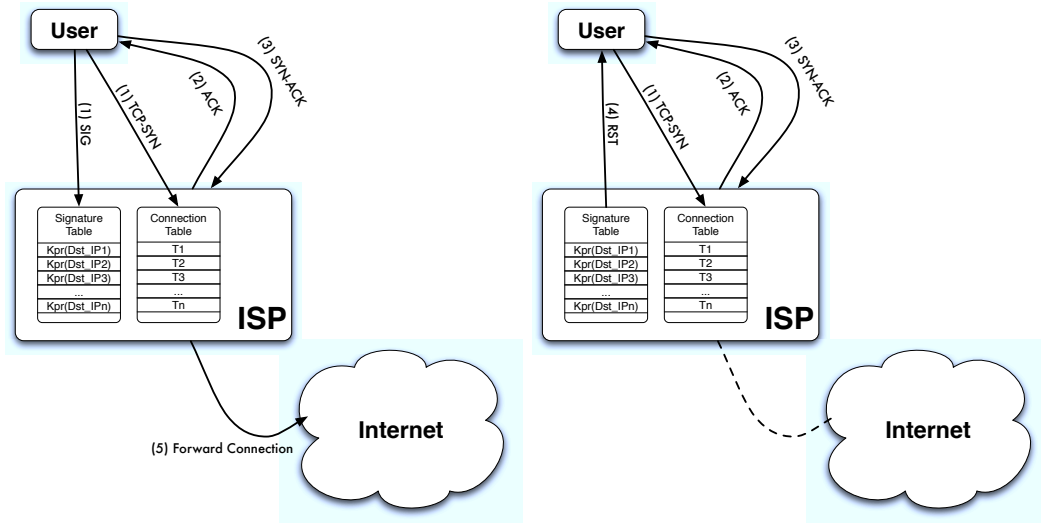 User
(1) SIG
(1) TCP-SYN
(2) ACK
(3) SYN-ACK
Signature
Table
Kpr(Dst_IP1)
Kpr(Dst_IP2)
Kpr(Dst_IP3)
...
Kpr(Dst_IPn)
Connection
Table
T1
T2
T3
...
Tn
ISP
(5) Forward Connection
Internet
User
(4) RST
(1) TCP-SYN
(2) ACK
(3) SYN-ACK
Signature
Table
Kpr(Dst_IP1)
Kpr(Dst_IP2)
Kpr(Dst_IP3)
...
Kpr(Dst_IPn)
Connection
Table
T1
T2
T3
...
Tn
ISP
Internet